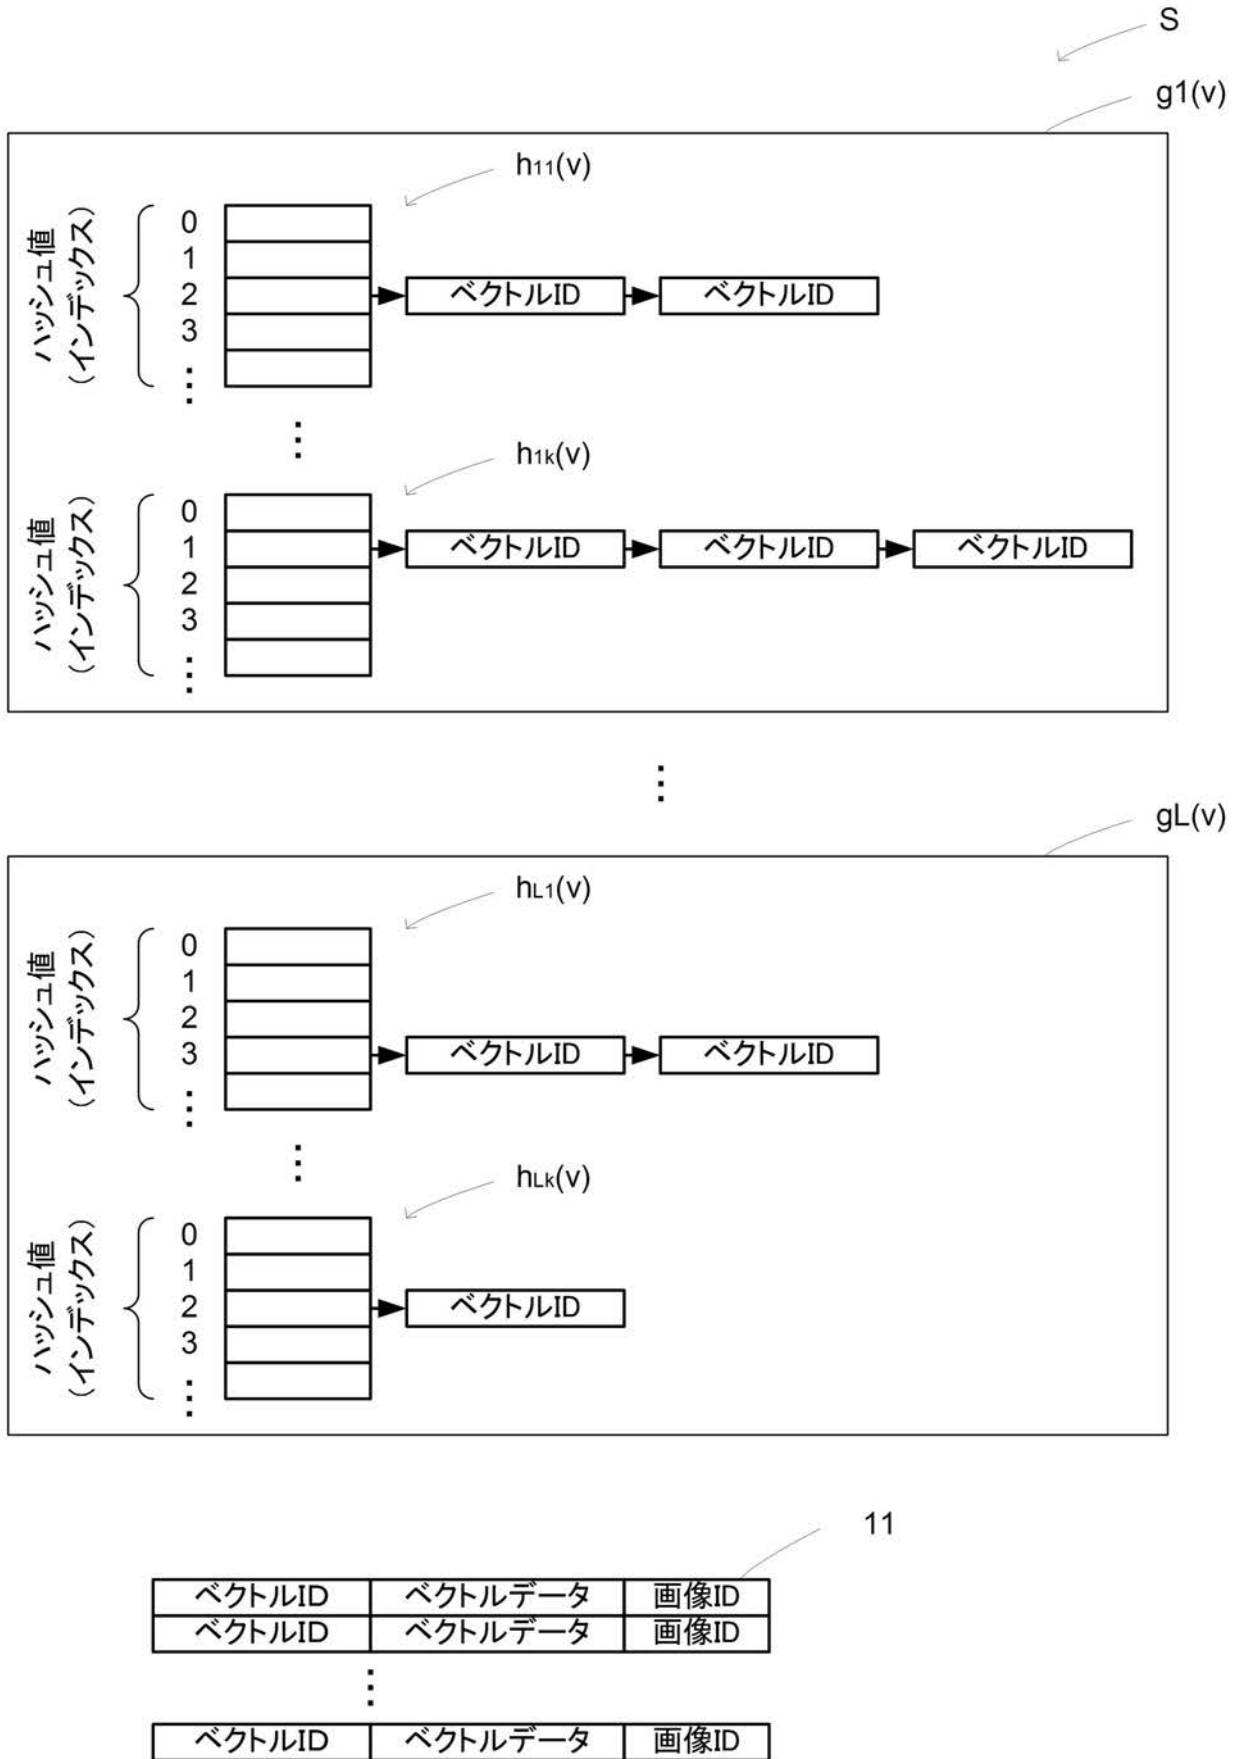 S
g1(v)
h11(v)
ハッシュ値
(インデックス)
0
1
2
3
⋮
ベクトルID
ベクトルID
⋮
h1k(v)
ハッシュ値
(インデックス)
0
1
2
3
⋮
ベクトルID
ベクトルID
ベクトルID
⋮
gL(v)
hL1(v)
ハッシュ値
(インデックス)
0
1
2
3
⋮
ベクトルID
ベクトルID
⋮
hLk(v)
ハッシュ値
(インデックス)
0
1
2
3
⋮
ベクトルID
11
ベクトルID ベクトルデータ 画像ID
ベクトルID ベクトルデータ 画像ID
⋮
ベクトルID ベクトルデータ 画像ID